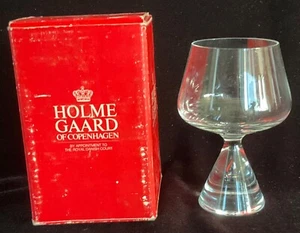 HOLME
GAARD
OF COPENHAGEN
BY APPOINTMENT TO
THE ROYAL DANISH COURT